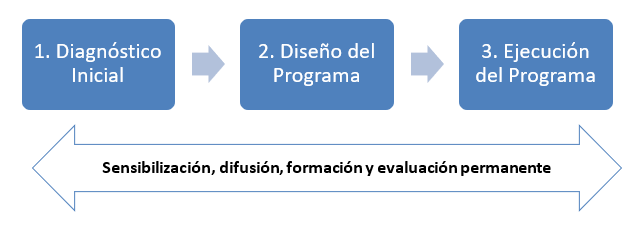 1. Diagnóstico
Inicial
2. Diseño del
Programa
3. Ejecución
del Programa
Sensibilización, difusión, formación y evaluación permanente